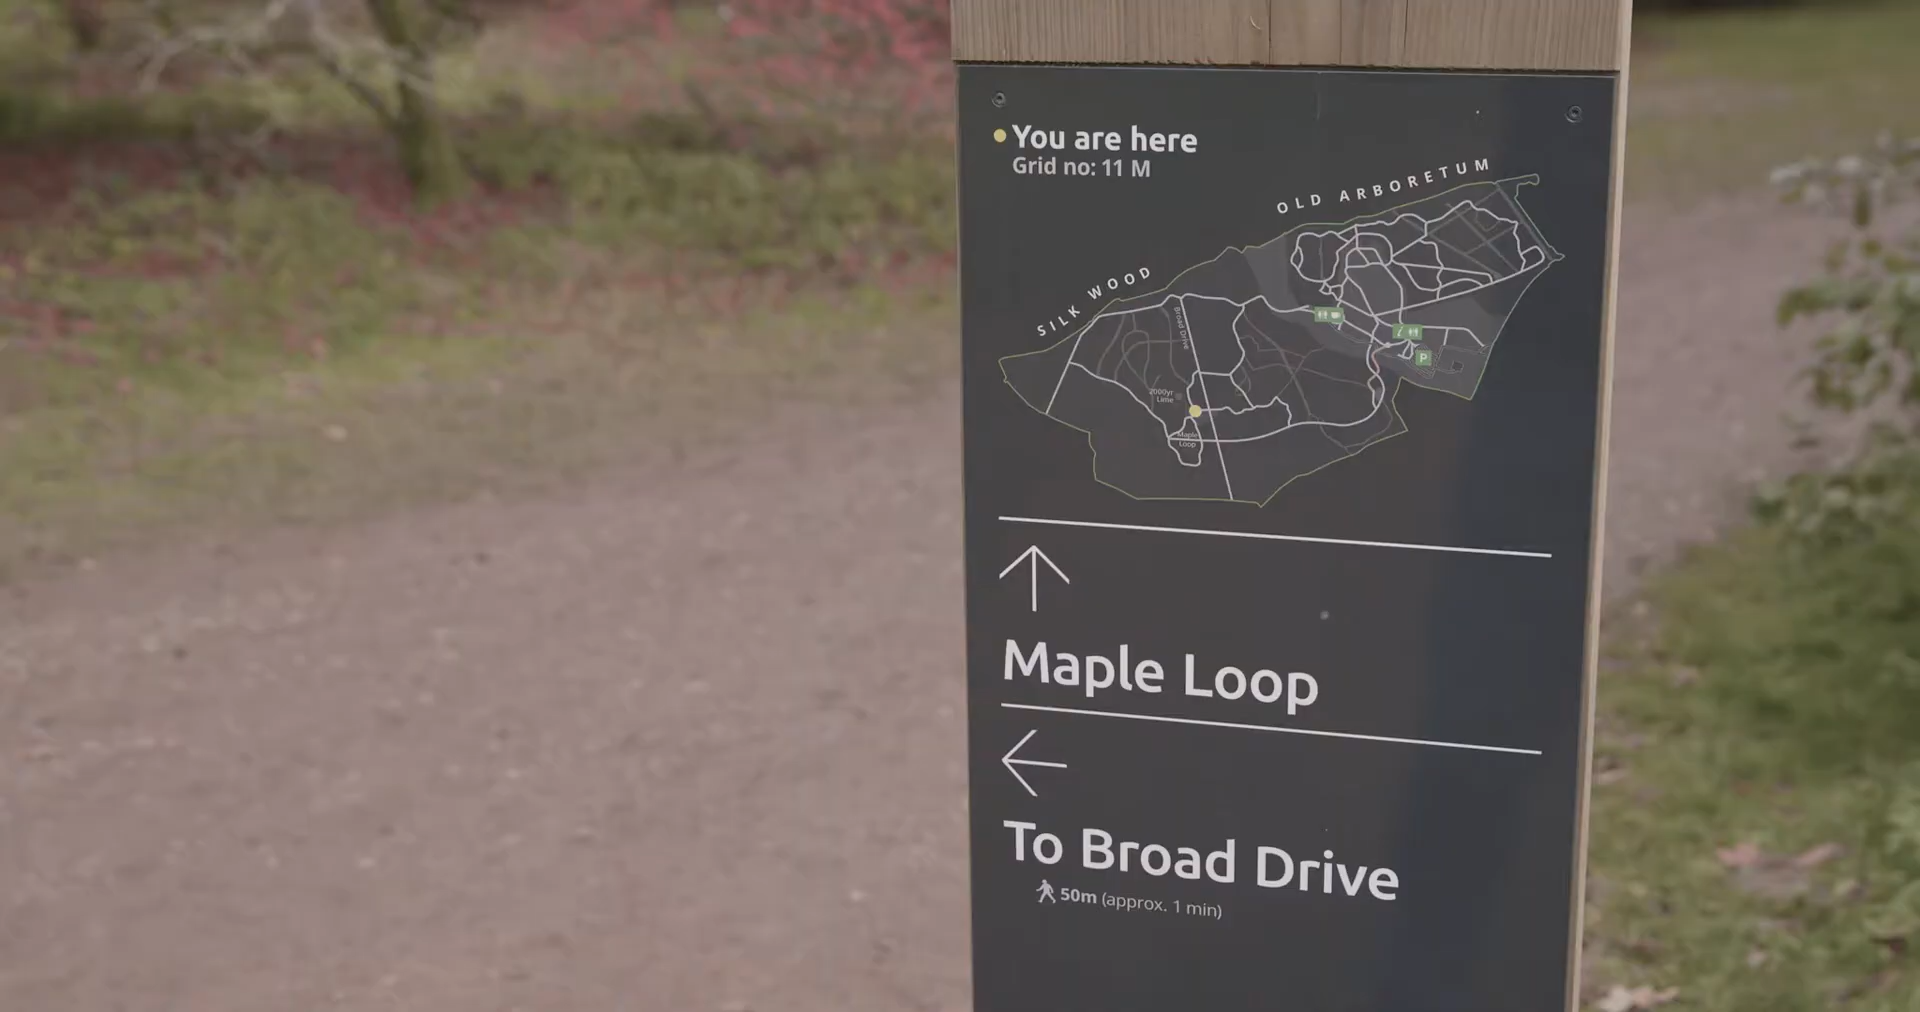 You are here
Grid no: 11 M
OLD ARBORETUM
SILK WOOD
Broad Drive
2000yr
Lime
Maple
Loop
i
P
Maple Loop
To Broad Drive
50m (approx. 1 min)